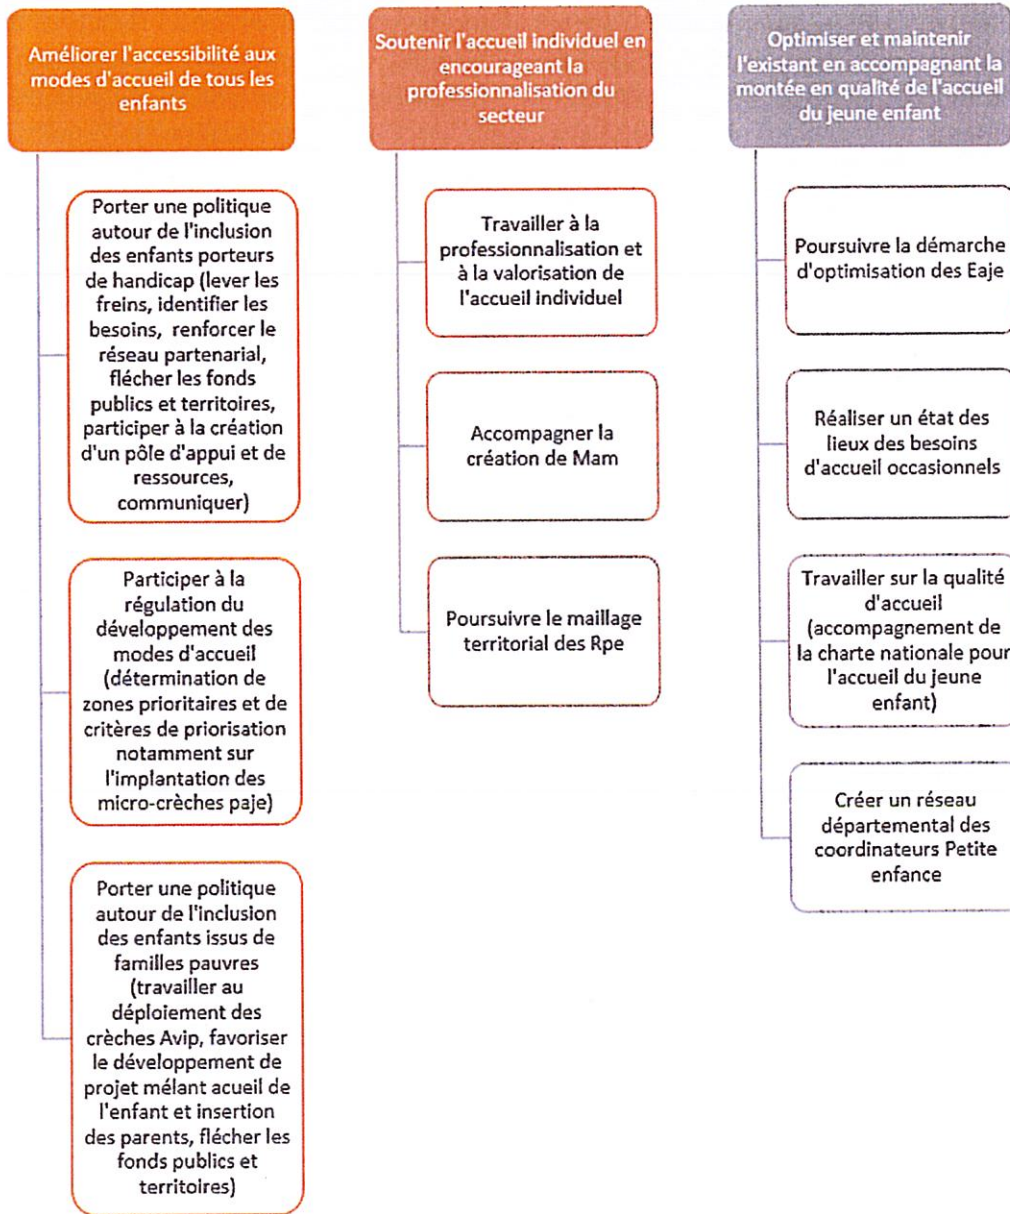 Améliorer l'accessibilité aux
modes d'accueil de tous les
enfants
Porter une politique
autour de l'inclusion
des enfants porteurs
de handicap (lever les
freins, identifier les
besoins, renforcer le
réseau partenarial,
flécher les fonds
publics et territoires,
participer à la création
d'un pôle d'appui et de
ressources,
communiquer)
Participer à la
régulation du
développement des
modes d'accueil
(détermination de
zones prioritaires et de
critères de priorisation
notamment sur
l'implantation des
micro-crèches paje)
Porter une politique
autour de l'inclusion
des enfants issus de
familles pauvres
(travailler au
déploiement des
crèches Avip, favoriser
le développement de
projet mêlant acueil de
l'enfant et insertion
des parents, flécher les
fonds publics et
territoires)
Soutenir l'accueil individuel en
encourageant la
professionnalisation du
secteur
Travailler à la
professionnalisation et
à la valorisation de
l'accueil individuel
Accompagner la
création de Mam
Poursuivre le maillage
territorial des Rpe
Optimiser et maintenir
l'existant en accompagnant la
montée en qualité de l'accueil
du jeune enfant
Poursuivre la démarche
d'optimisation des Eaje
Réaliser un état des
lieux des besoins
d'accueil occasionnels
Travailler sur la qualité
d'accueil
(accompagnement de
la charte nationale pour
l'accueil du jeune
enfant)
Créer un réseau
départemental des
coordinateurs Petite
enfance